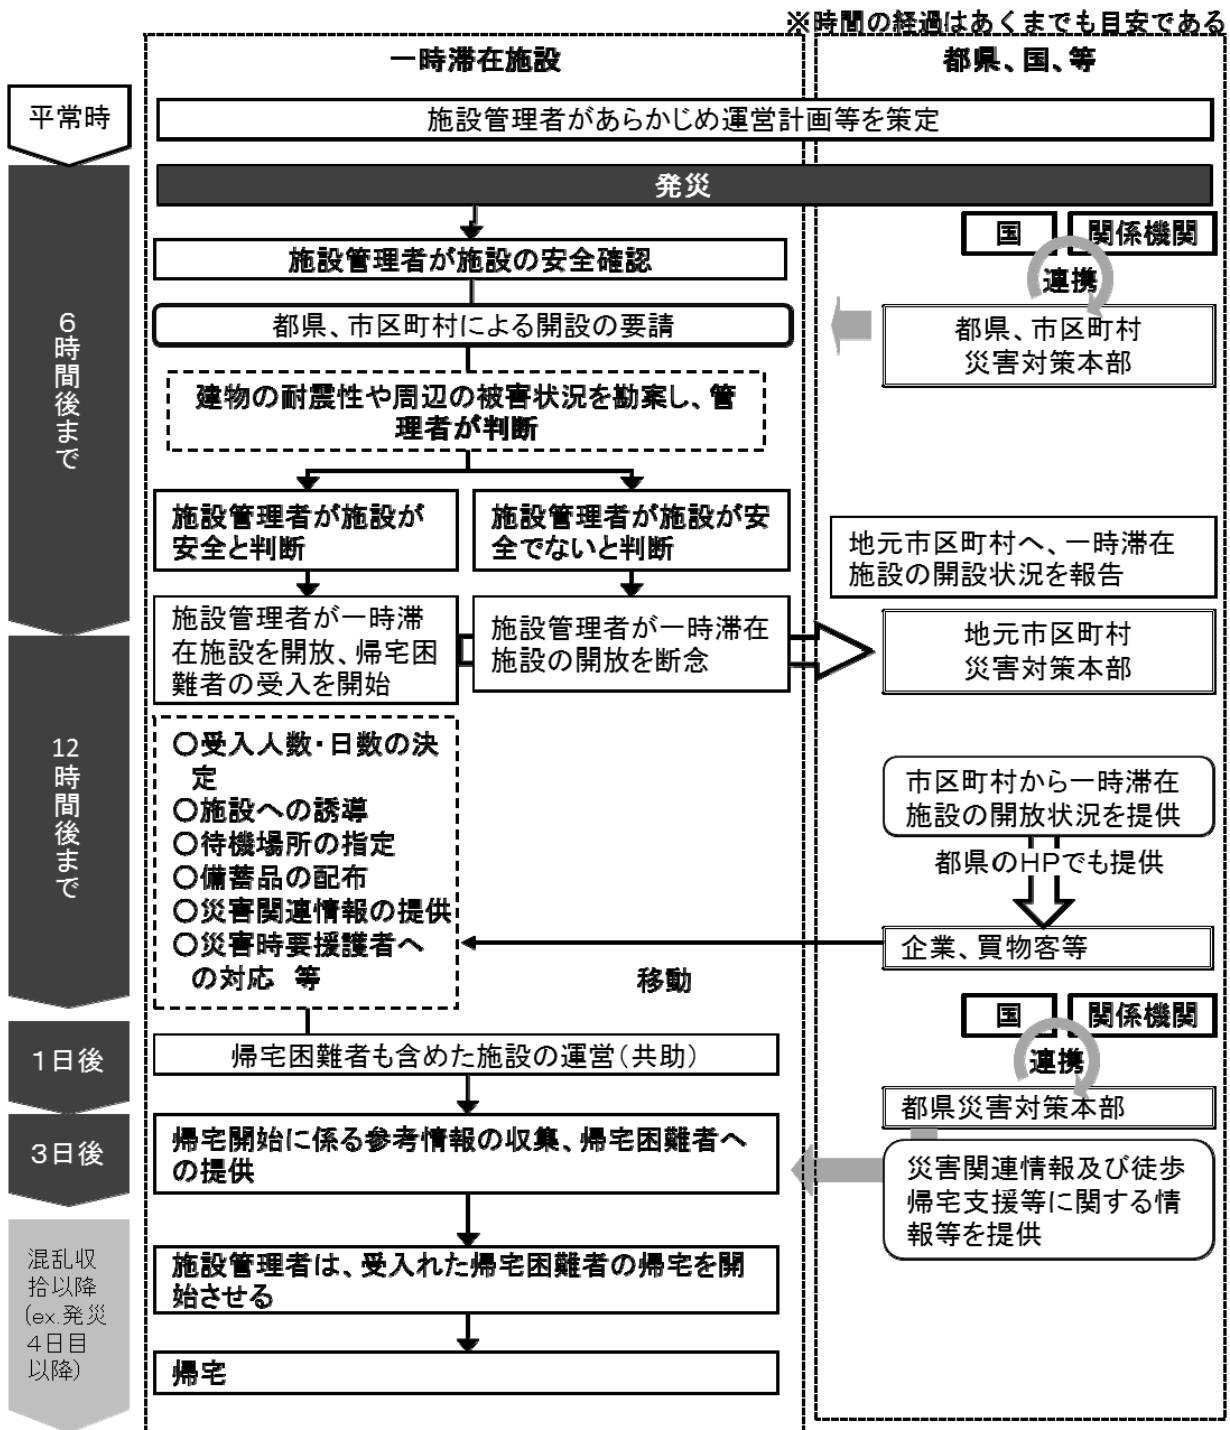 ※時間の経過はあくまでも目安である
一時滞在施設
都県、国、等
平常時
施設管理者があらかじめ運営計画等を策定
発災
6時間後まで
施設管理者が施設の安全確認
国
関係機関
連携
都県、市区町村による開設の要請
都県、市区町村
災害対策本部
建物の耐震性や周辺の被害状況を勘案し、管
理者が判断
施設管理者が施設が
安全と判断
施設管理者が施設が安
全でないと判断
地元市区町村へ、一時滞在
施設の開設状況を報告
施設管理者が一時滞
在施設を開放、帰宅困
難者の受入を開始
施設管理者が一時滞在
施設の開放を断念
地元市区町村
災害対策本部
12時間後まで
○受入人数・日数の決
定
○施設への誘導
○待機場所の指定
○備蓄品の配布
○災害関連情報の提供
○災害時要援護者へ
の対応 等
市区町村から一時滞在
施設の開放状況を提供
都県のHPでも提供
企業、買物客等
移動
国
関係機関
連携
1日後
帰宅困難者も含めた施設の運営(共助)
都県災害対策本部
3日後
帰宅開始に係る参考情報の収集、帰宅困難者へ
の提供
災害関連情報及び徒歩
帰宅支援等に関する情
報等を提供
混乱収
拾以降
(ex.発災
4日目
以降)
施設管理者は、受入れた帰宅困難者の帰宅を開
始させる
帰宅